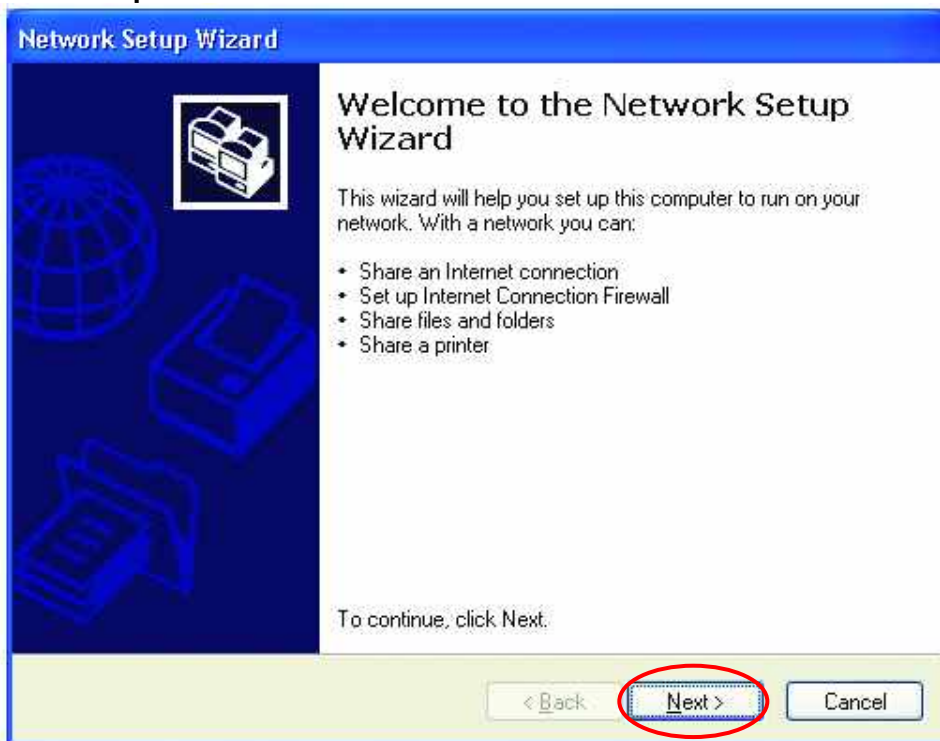 Network Setup Wizard
Welcome to the Network Setup
Wizard
This wizard will help you set up this computer to run on your
network. With a network you can:
• Share an Internet connection
• Set up Internet Connection Firewall
• Share files and folders
• Share a printer
To continue, click Next.
< Back Next > Cancel